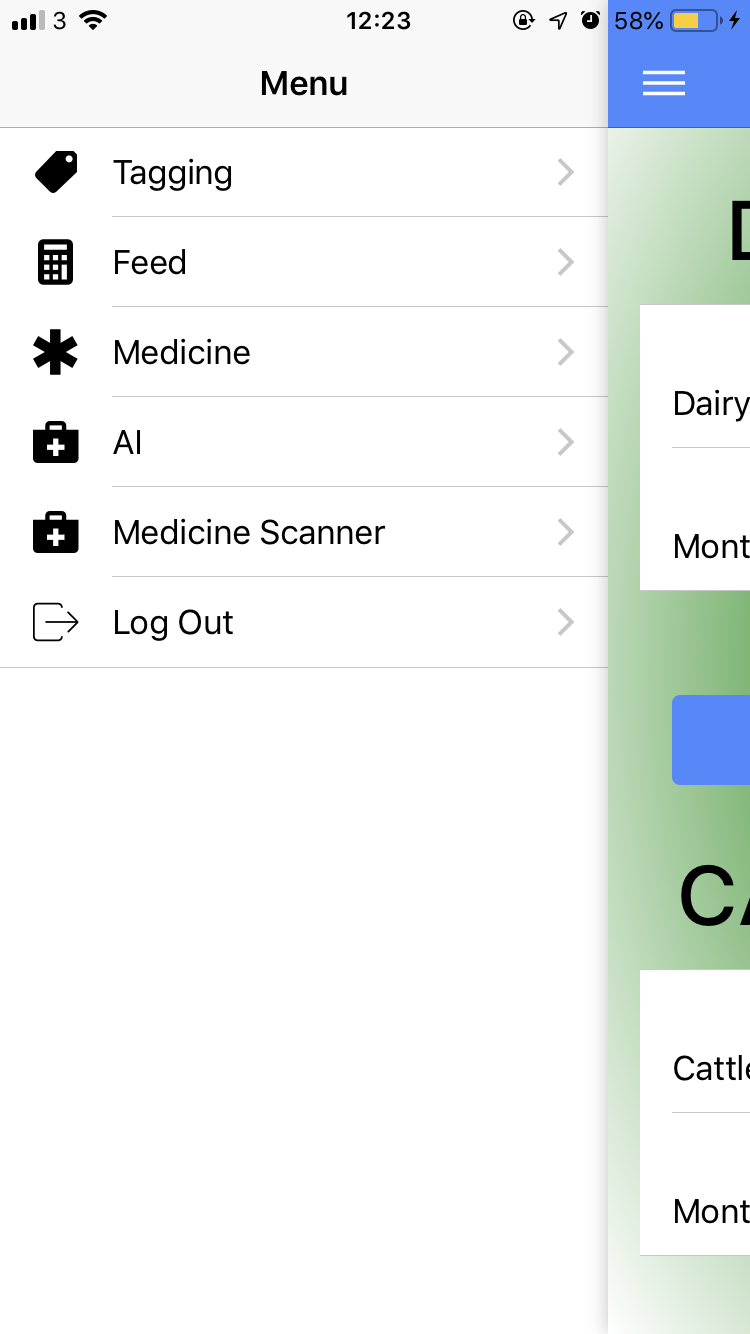 3 12:23 58%
Menu
Tagging
Feed
Medicine
AI
Medicine Scanner
Log Out
D
Dairy
Mont
CA
Cattle
Mont